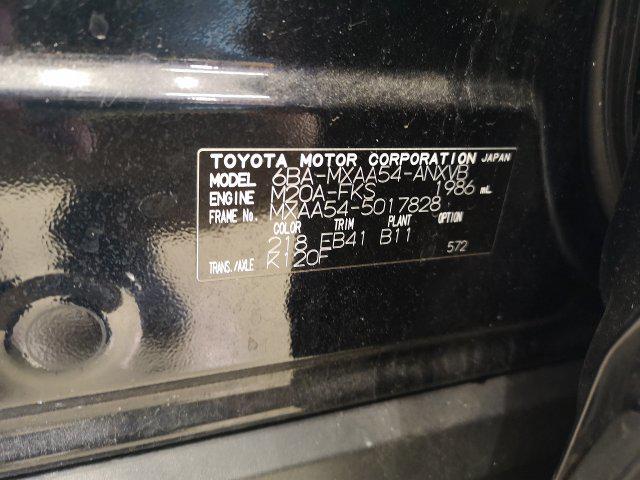 TOYOTA MOTOR CORPORATION JAPAN
MODEL 6BA-MXAA54-ANXVB
ENGINE M20A-FKS 1986 mL
FRAME No. MXAA54-5017828
COLOR TRIM PLANT OPTION
218 EB41 B11 572
TRANS./AXLE K120F